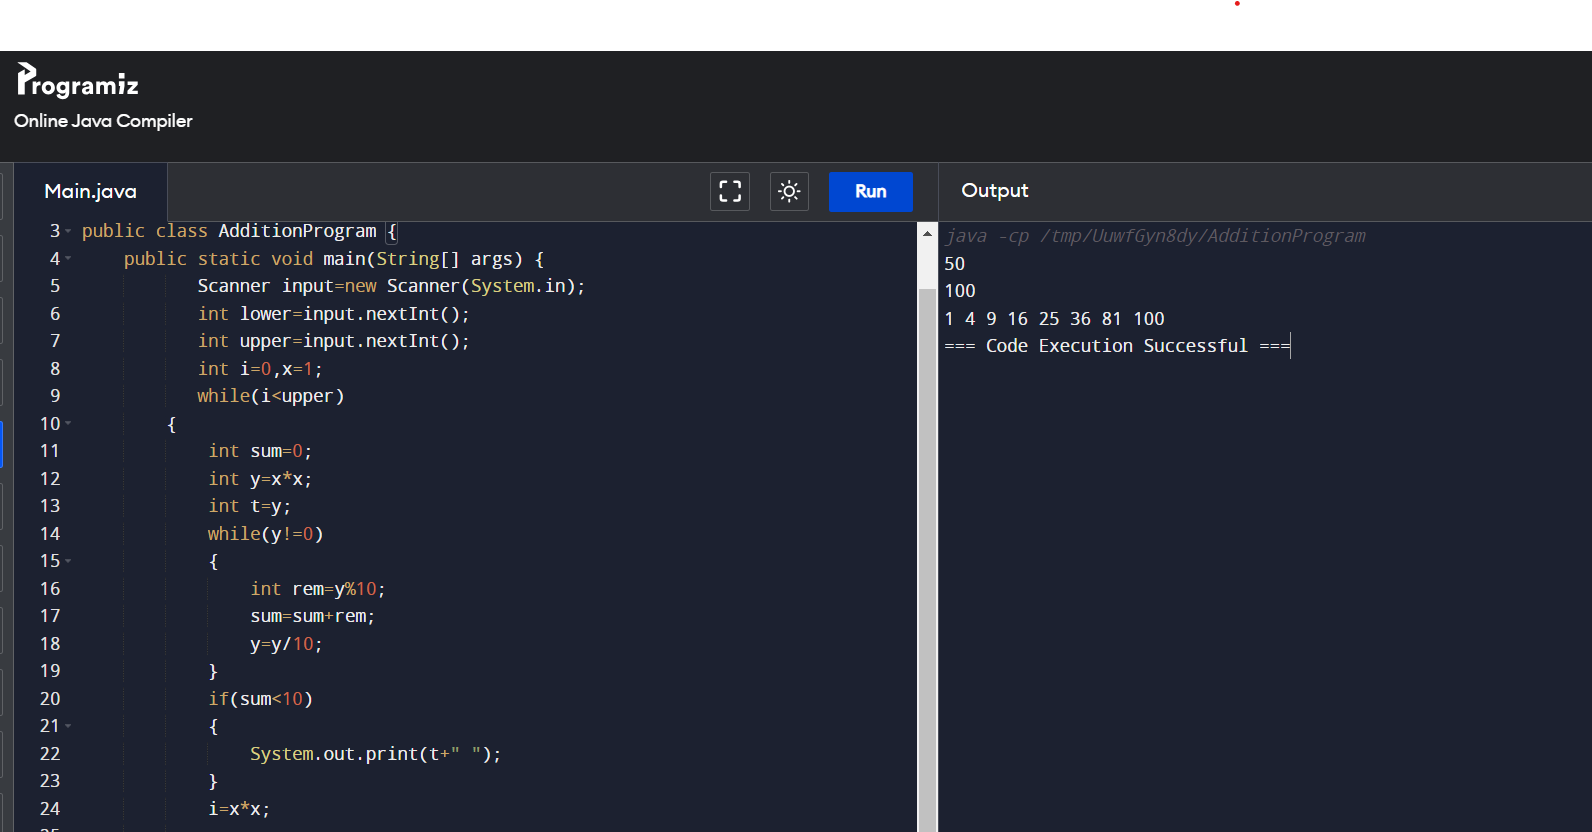 Programiz
Online Java Compiler
Main.java
Run
Output
3 public class AdditionProgram {
4 public static void main(String[] args) {
5 Scanner input=new Scanner(System.in);
6 int lower=input.nextInt();
7 int upper=input.nextInt();
8 int i=0,x=1;
9 while(i<upper)
10 {
11 int sum=0;
12 int y=x*x;
13 int t=y;
14 while(y!=0)
15 {
16 int rem=y%10;
17 sum=sum+rem;
18 y=y/10;
19 }
20 if(sum<10)
21 {
22 System.out.print(t+" ");
23 }
24 i=x*x;
java -cp /tmp/UuwfGyn8dy/AdditionProgram
50
100
1 4 9 16 25 36 81 100
=== Code Execution Successful ===